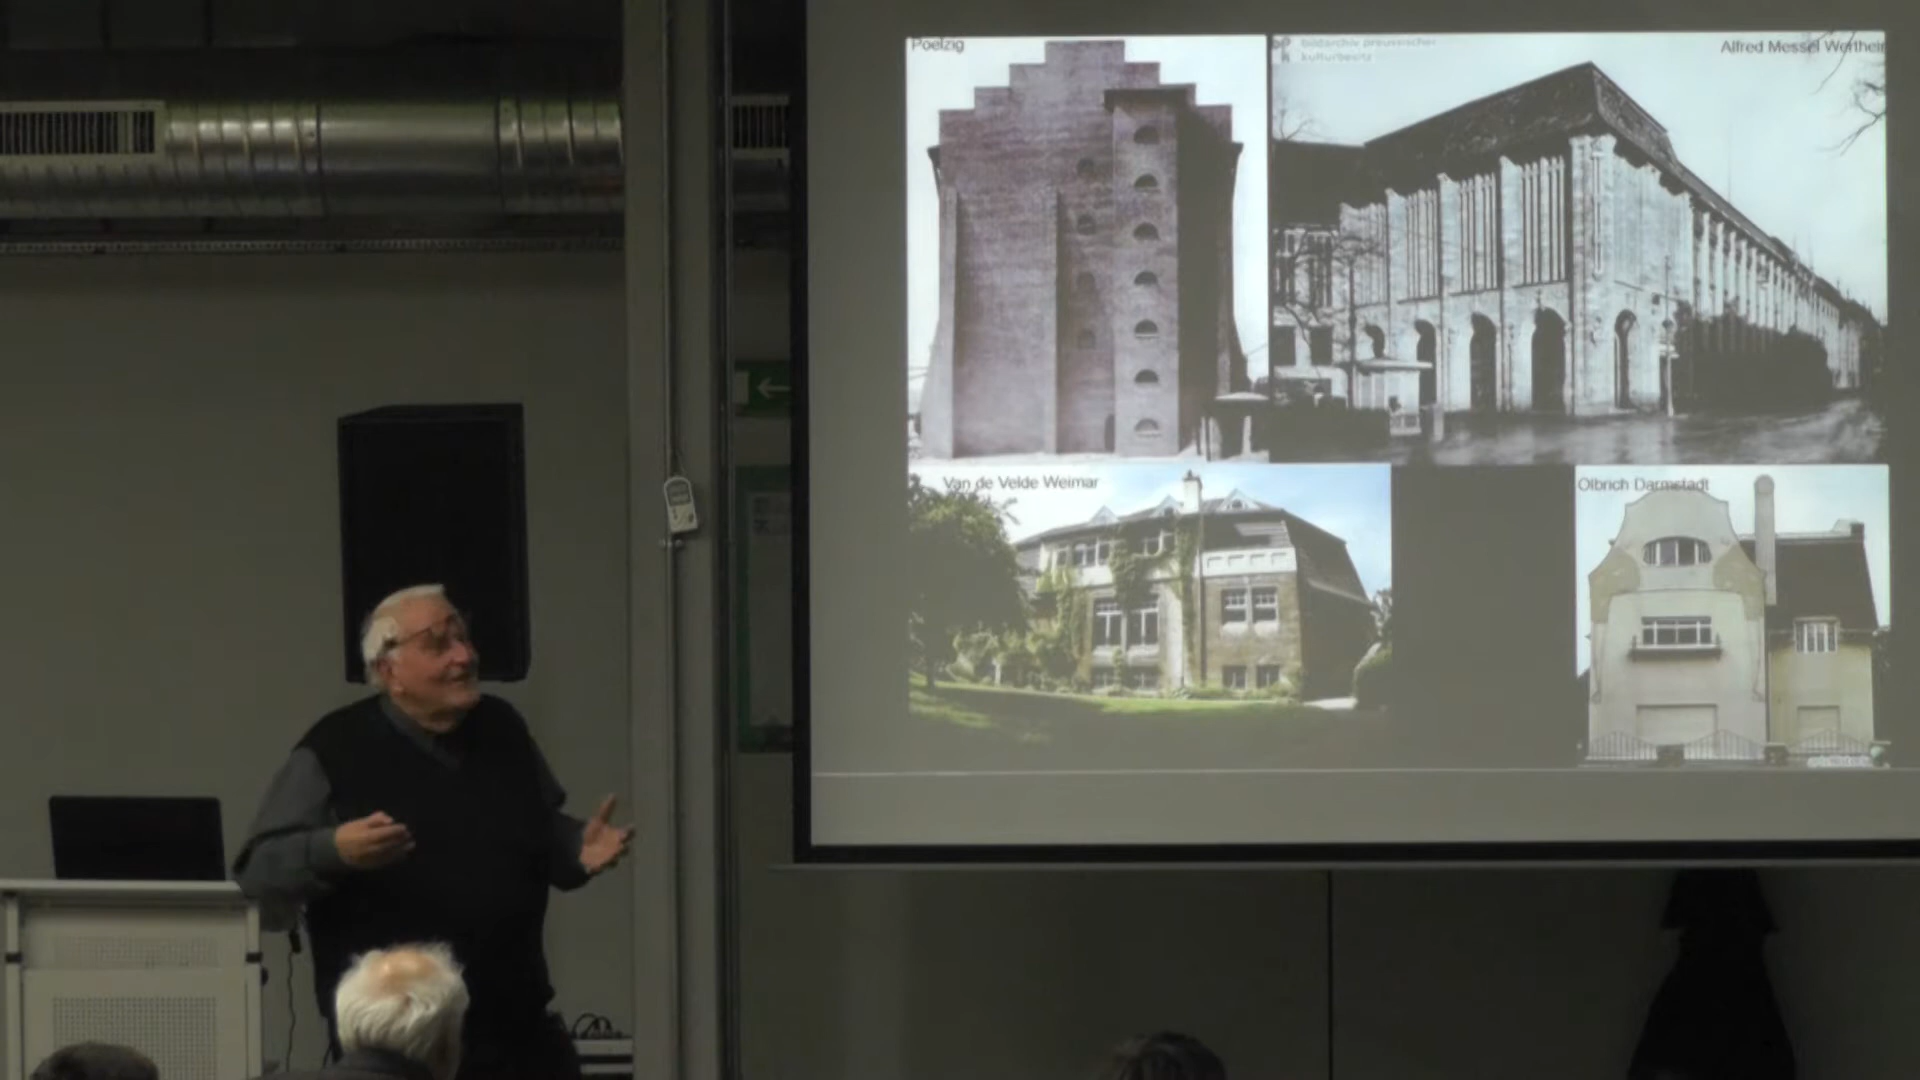 Poelzig
bildarchiv preussischer
kulturbesitz
Alfred Messel Werthei
Van de Velde Weimar
Olbrich Darmstadt